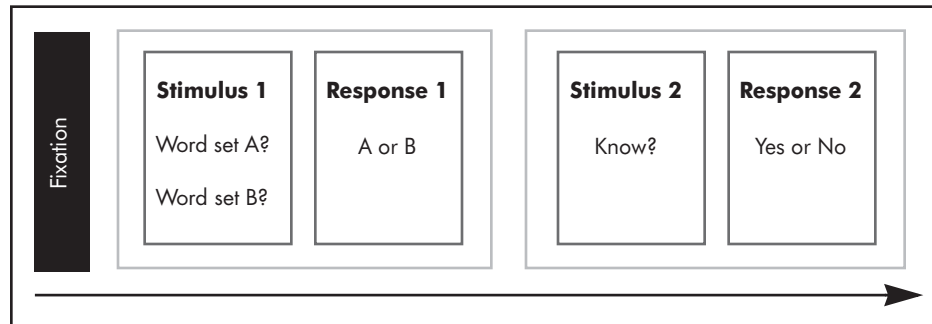 Fixation
Stimulus 1
Word set A?
Word set B?
Response 1
A or B
Stimulus 2
Know?
Response 2
Yes or No